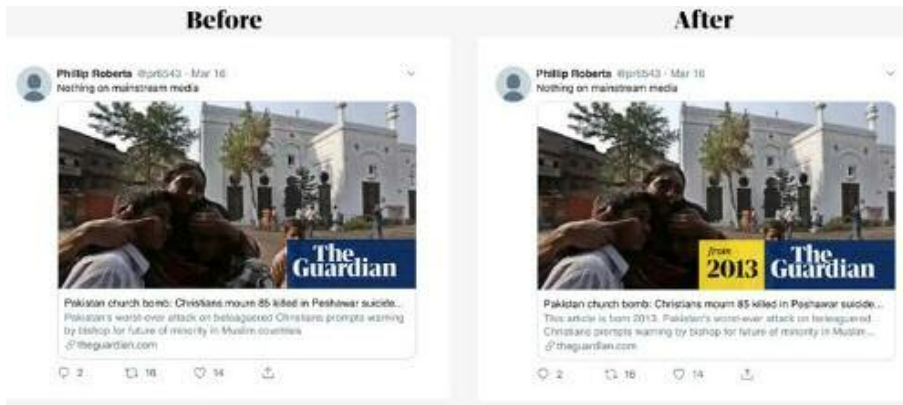 Before
Phillip Roberts @pr6543 · Mar 16
Nothing on mainstream media
The
Guardian
Pakistan church bomb: Christians mourn 85 killed in Peshawar suicide...
Pakistan's worst-ever attack on beleaguered Christians prompts warning
by bishop for future of minority in Muslim countries
theguardian.com
2
16
14
After
Phillip Roberts @pr6543 · Mar 16
Nothing on mainstream media
from
2013
The
Guardian
Pakistan church bomb: Christians mourn 85 killed in Peshawar suicide...
This article is from 2013. Pakistan's worst-ever attack on beleaguered
Christians prompts warning by bishop for future of minority in Muslim...
theguardian.com
2
16
14